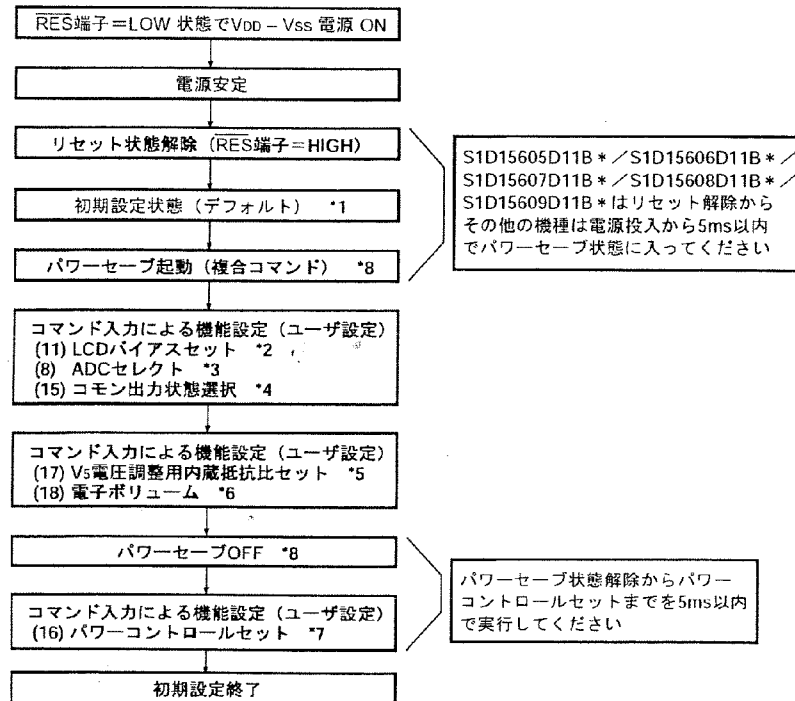 RES端子＝LOW 状態でVDD – VSS 電源 ON
電源安定
リセット状態解除（RES端子＝HIGH）
初期設定状態（デフォルト） *1
パワーセーブ起動（複合コマンド） *8
S1D15605D11B＊／S1D15606D11B＊／
S1D15607D11B＊／S1D15608D11B＊／
S1D15609D11B＊はリセット解除から
その他の機種は電源投入から5ms以内
でパワーセーブ状態に入ってください
コマンド入力による機能設定（ユーザ設定）
(11) LCDバイアスセット *2
(8) ADCセレクト *3
(15) コモン出力状態選択 *4
コマンド入力による機能設定（ユーザ設定）
(17) V5電圧調整用内蔵抵抗比セット *5
(18) 電子ボリューム *6
パワーセーブOFF *8
コマンド入力による機能設定（ユーザ設定）
(16) パワーコントロールセット *7
パワーセーブ状態解除からパワー
コントロールセットまでを5ms以内
で実行してください
初期設定終了